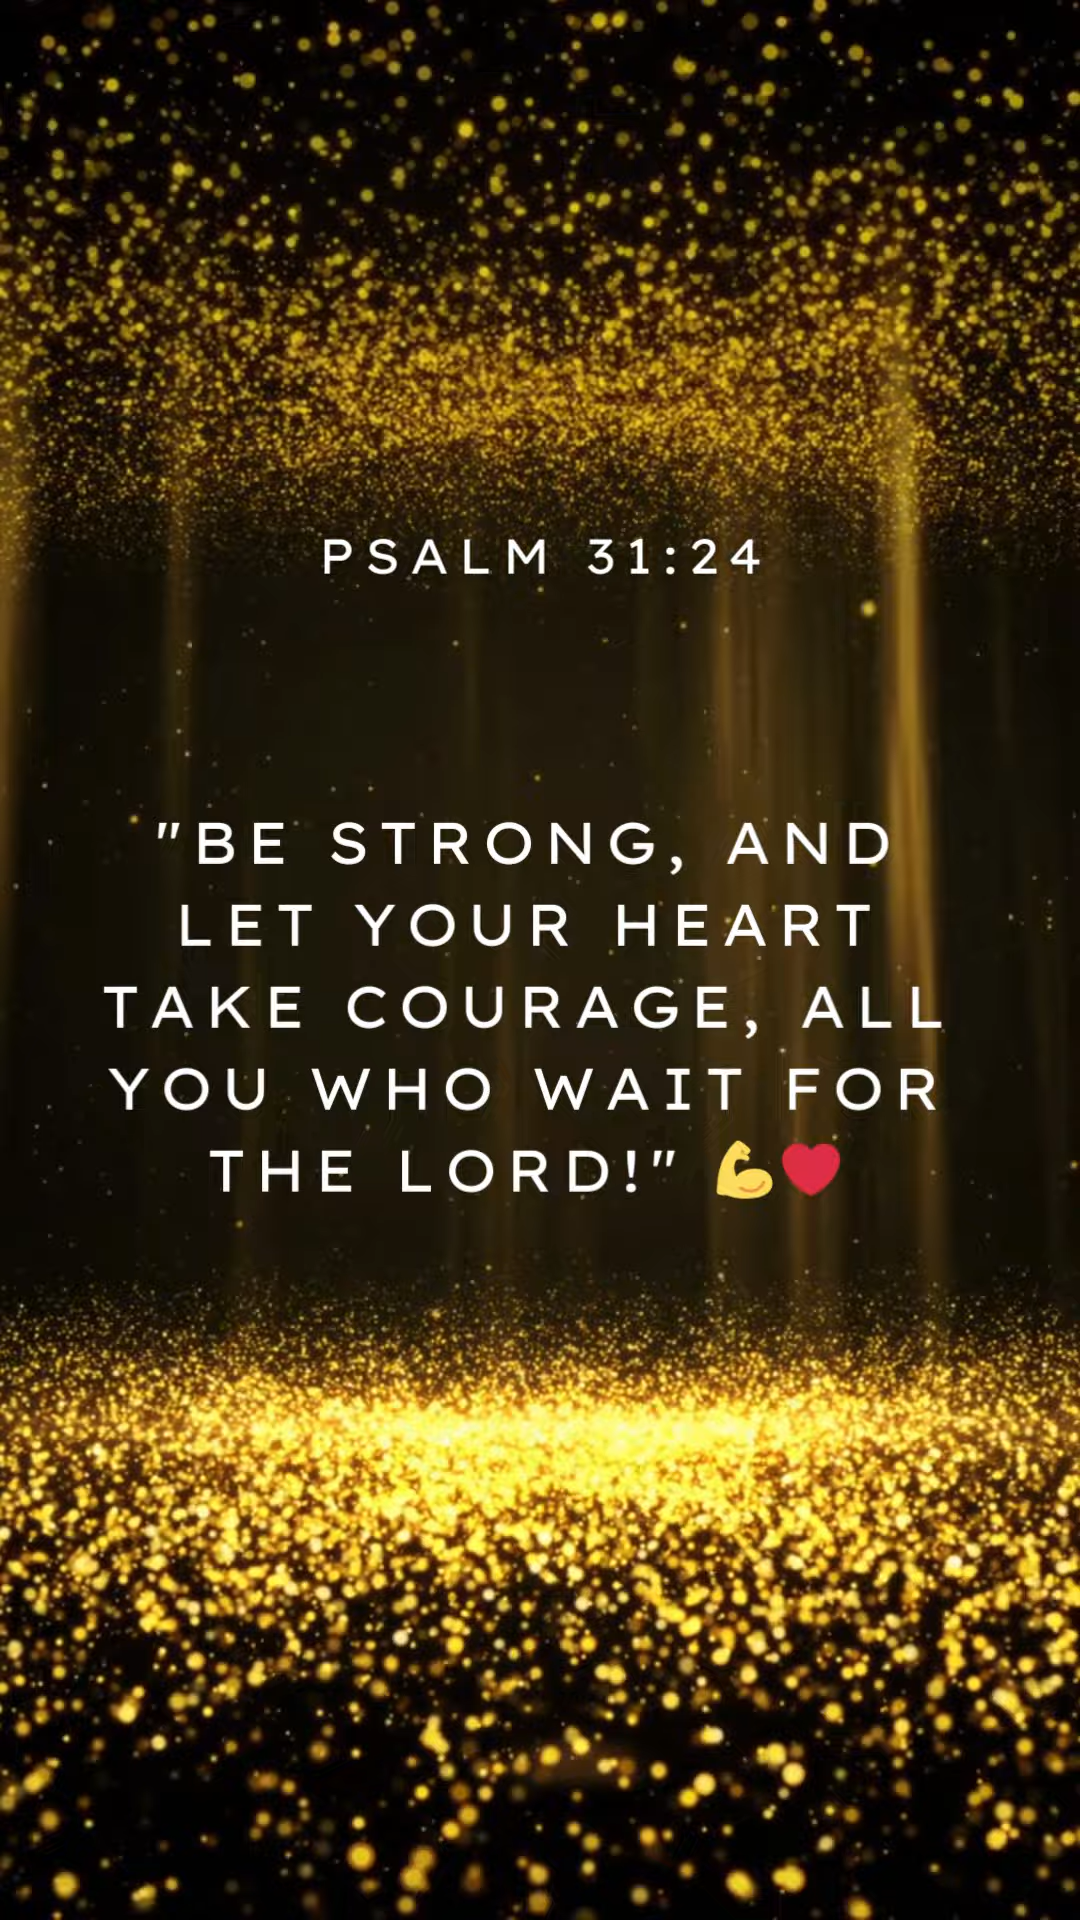 PSALM 31:24
"BE STRONG, AND
LET YOUR HEART
TAKE COURAGE, ALL
YOU WHO WAIT FOR
THE LORD!" 💪❤️